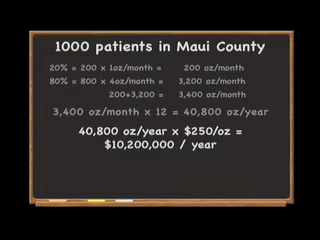 1000 patients in Maui County
20% = 200 x 1oz/month = 200 oz/month
80% = 800 x 4oz/month = 3,200 oz/month
200+3,200 = 3,400 oz/month
3,400 oz/month x 12 = 40,800 oz/year
40,800 oz/year x $250/oz =
$10,200,000 / year